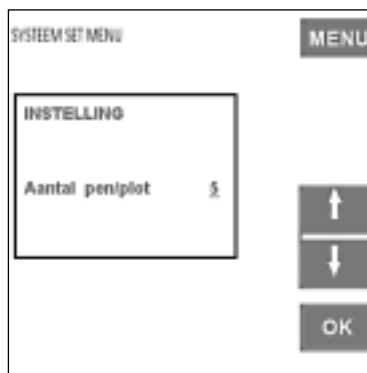 SYSTEEM SET MENU
MENU
INSTELLING
Aantal pen/plot 5
OK